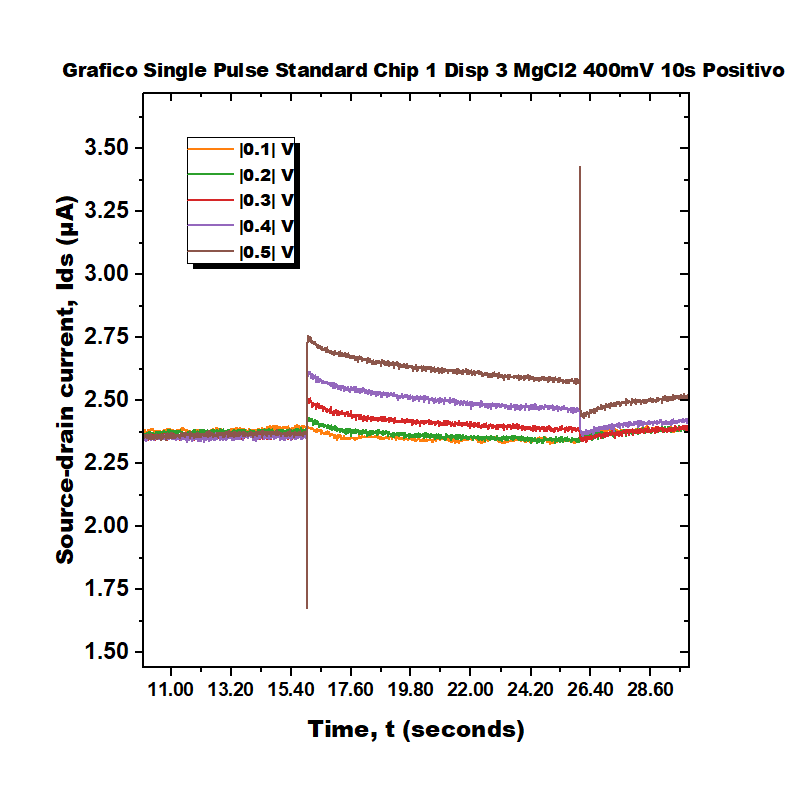 Grafico Single Pulse Standard Chip 1 Disp 3 MgCl2 400mV 10s Positivo
3.50
3.25
3.00
2.75
2.50
2.25
2.00
1.75
1.50
Source-drain current, Ids (µA)
|0.1| V
|0.2| V
|0.3| V
|0.4| V
|0.5| V
11.00 13.20 15.40 17.60 19.80 22.00 24.20 26.40 28.60
Time, t (seconds)